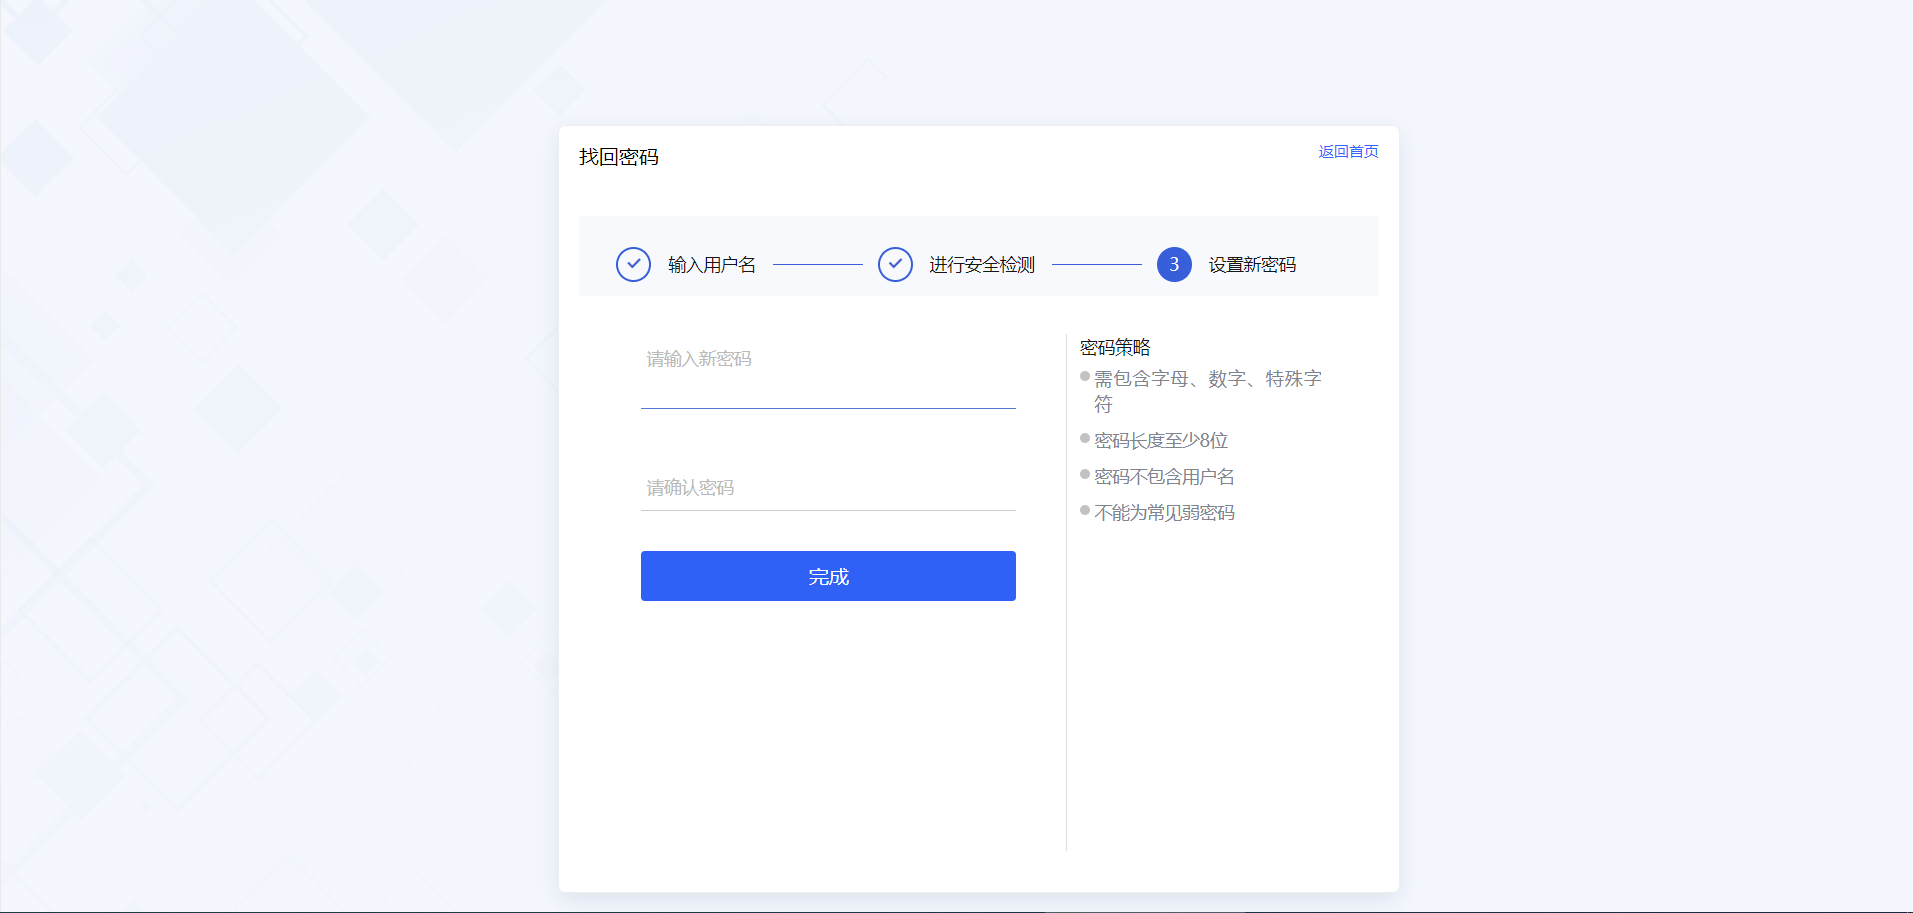 找回密码
返回首页
输入用户名
进行安全检测
3
设置新密码
请输入新密码
请确认密码
完成
密码策略
需包含字母、数字、特殊字
符
密码长度至少8位
密码不包含用户名
不能为常见弱密码